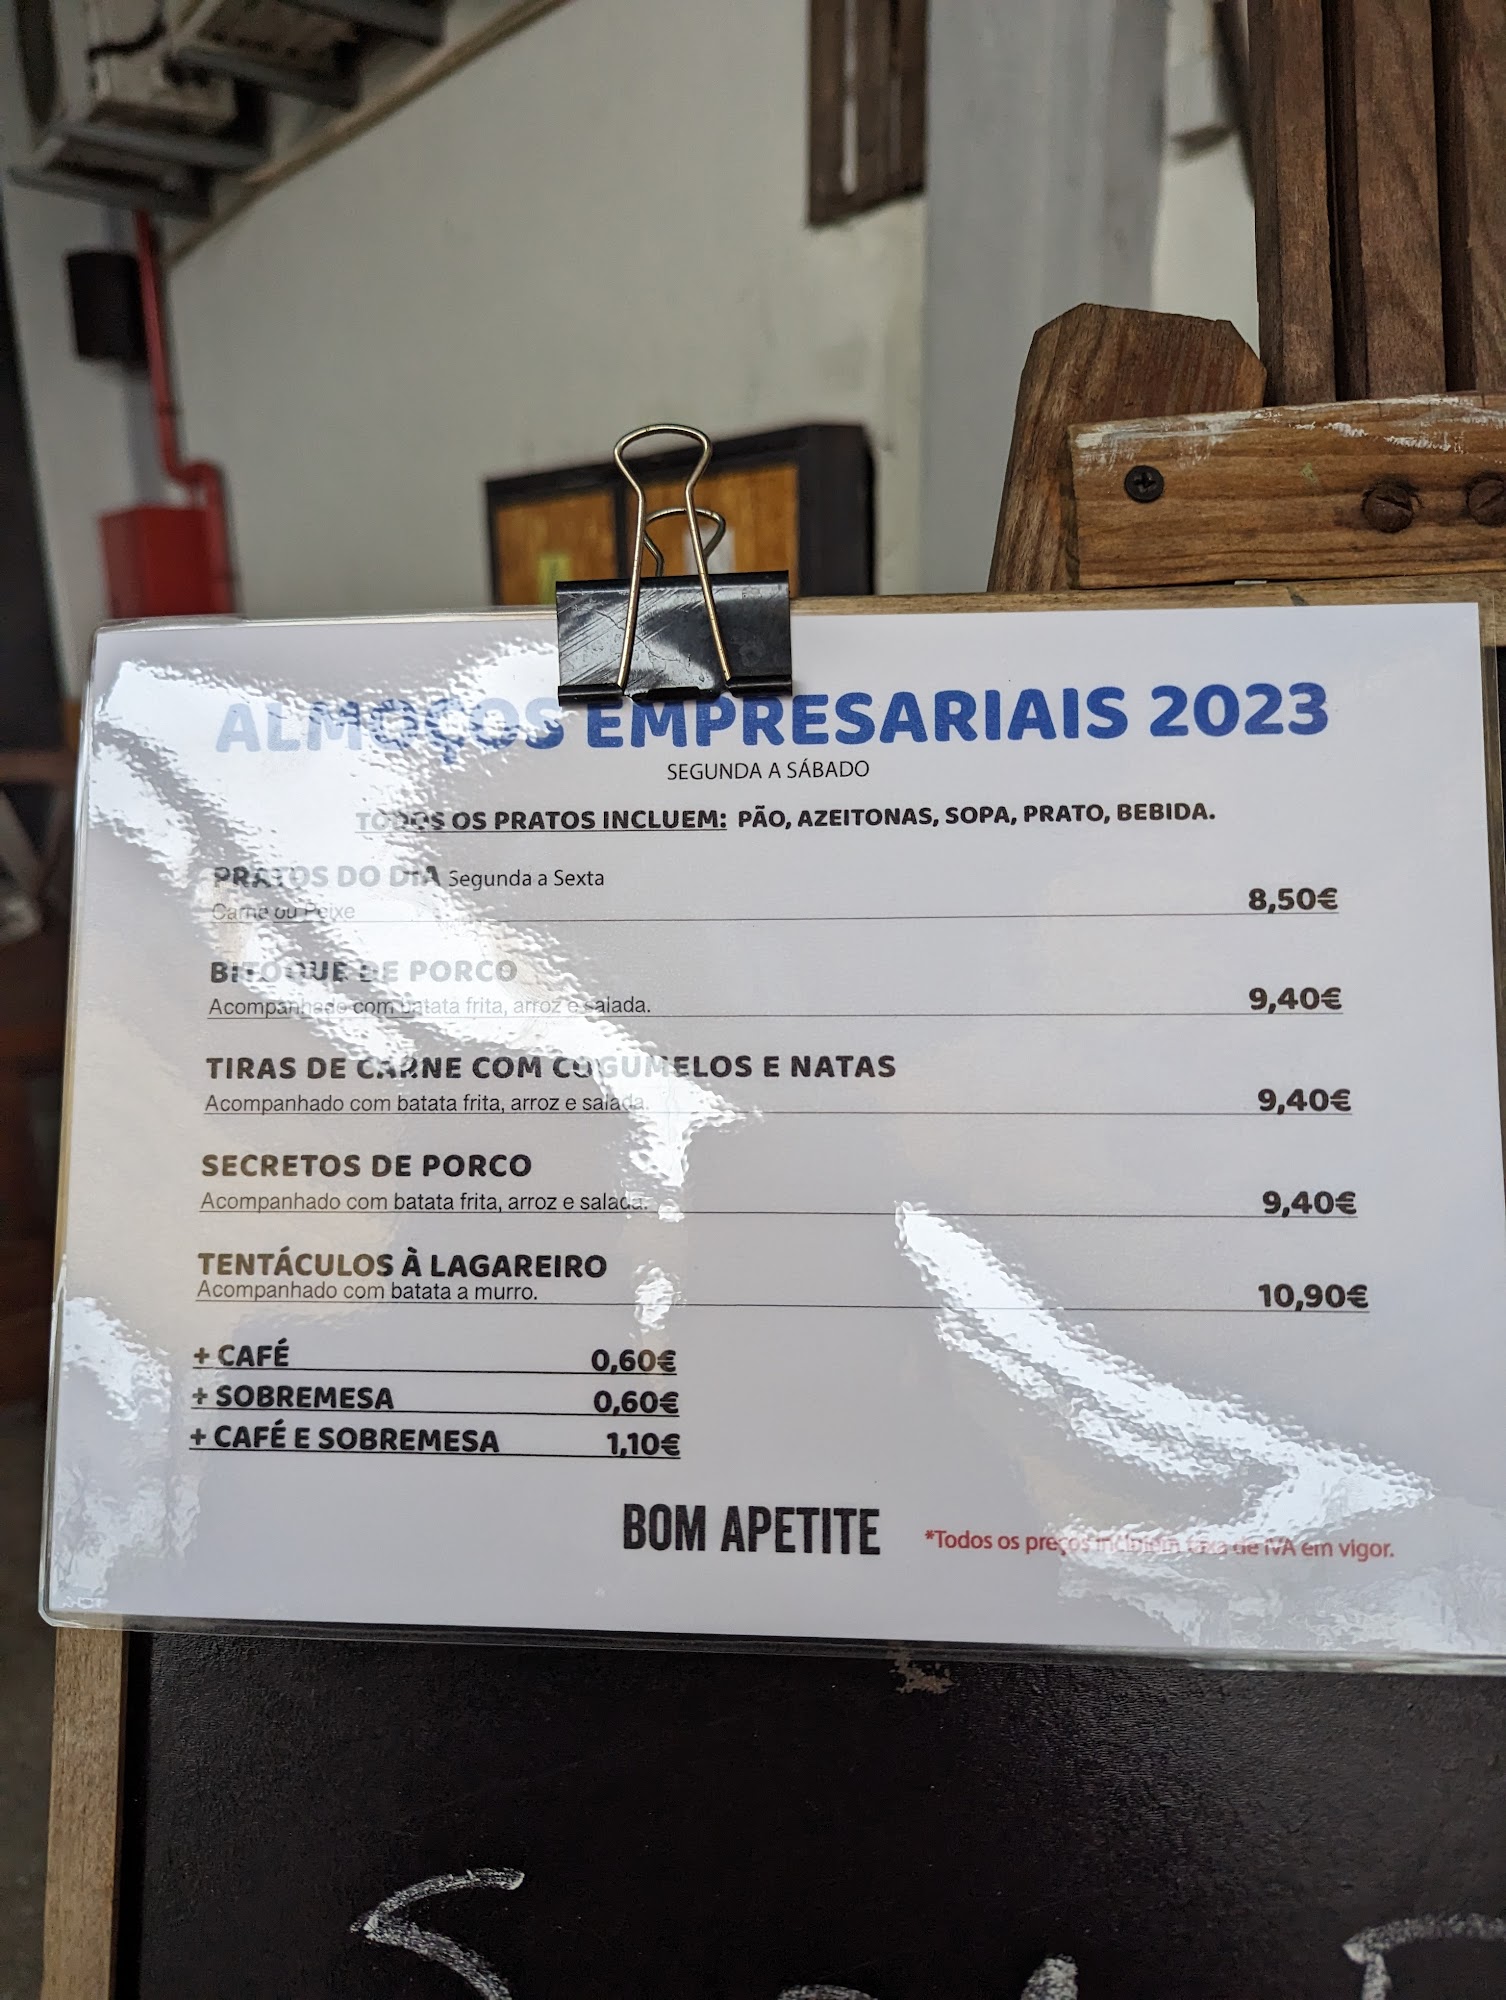 ALMOÇOS EMPRESARIAIS 2023
SEGUNDA A SÁBADO
TODOS OS PRATOS INCLUEM: PÃO, AZEITONAS, SOPA, PRATO, BEBIDA.
PRATOS DO DIA Segunda a Sexta
Carne ou Peixe 8,50€
BITOQUE DE PORCO
Acompanhado com batata frita, arroz e salada. 9,40€
TIRAS DE CARNE COM COGUMELOS E NATAS
Acompanhado com batata frita, arroz e salada. 9,40€
SECRETOS DE PORCO
Acompanhado com batata frita, arroz e salada. 9,40€
TENTÁCULOS À LAGAREIRO
Acompanhado com batata a murro. 10,90€
+ CAFÉ 0,60€
+ SOBREMESA 0,60€
+ CAFÉ E SOBREMESA 1,10€
BOM APETITE
*Todos os preços incluem taxa de IVA em vigor.